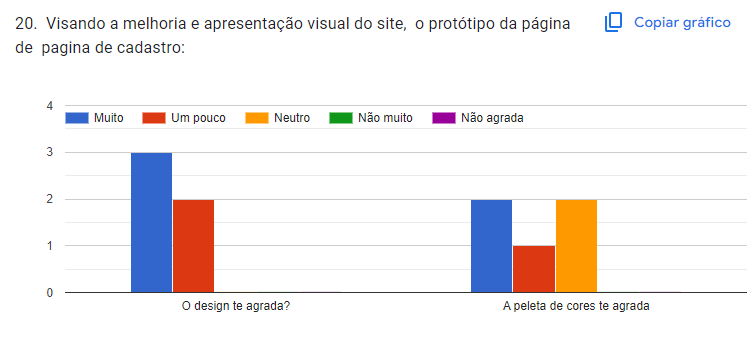 20.  Visando a melhoria e apresentação visual do site,  o protótipo da página
de  pagina de cadastro:
Copiar gráfico
4
Muito
Um pouco
Neutro
Não muito
Não agrada
3
2
1
0
O design te agrada?
A peleta de cores te agrada